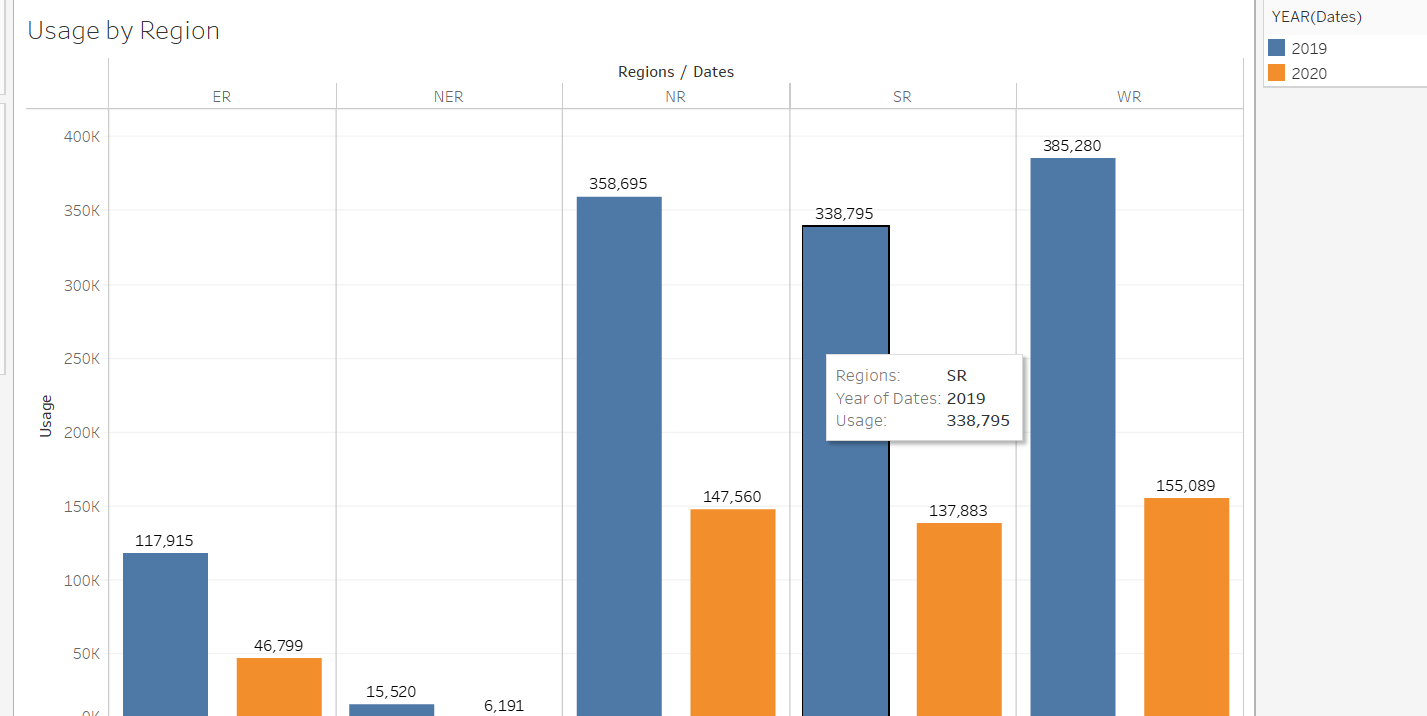 Usage by Region
YEAR(Dates)
2019
2020
Regions / Dates
ER NER NR SR WR
400K
350K
300K
250K
200K
150K
100K
50K
0K
Usage
117,915
46,799
15,520
6,191
358,695
147,560
338,795
137,883
385,280
155,089
Regions: SR
Year of Dates: 2019
Usage: 338,795